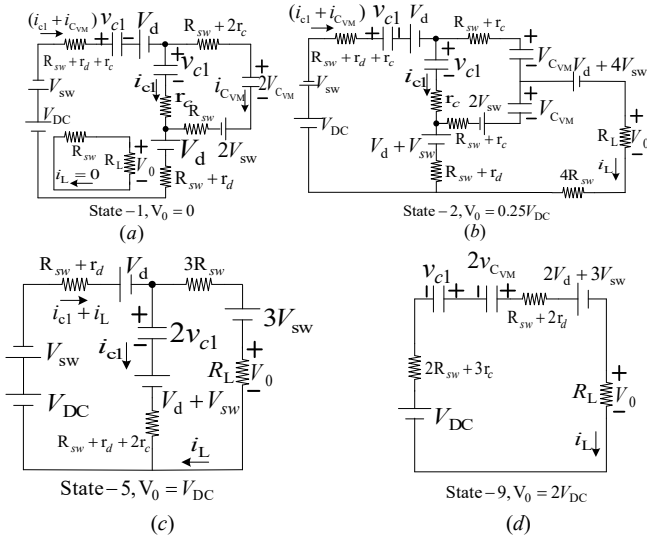 (i_c1 + i_CVM) v_c1 V_d R_sw + 2r_c
+ - + v_c1 -
R_sw + r_d + r_c
i_c1 i_CVM + 2V_CVM -
V_sw r_c R_sw
V_DC V_d 2V_sw
R_sw R_L + V_0 -
i_L = 0 R_sw + r_d
State−1, V_0 = 0
(a)
(i_c1 + i_CVM) v_c1 V_d R_sw + r_c
+ - + v_c1 - + V_CVM - V_d + 4V_sw
R_sw + r_d + r_c
V_sw i_c1 r_c 2V_sw + V_CVM -
V_DC R_sw + r_c R_L + V_0 -
V_d + V_sw i_L
R_sw + r_d 4R_sw
State−2, V_0 = 0.25V_DC
(b)
R_sw + r_d V_d 3R_sw
i_c1 + i_L + 2v_c1 3V_sw
V_sw i_c1 R_L + V_0 -
V_DC V_d + V_sw
R_sw + r_d + 2r_c i_L
State−5, V_0 = V_DC
(c)
v_c1 2v_CVM 2V_d + 3V_sw
- + - +
R_sw + 2r_d
2R_sw + 3r_c R_L + V_0 -
V_DC i_L
State−9, V_0 = 2V_DC
(d)